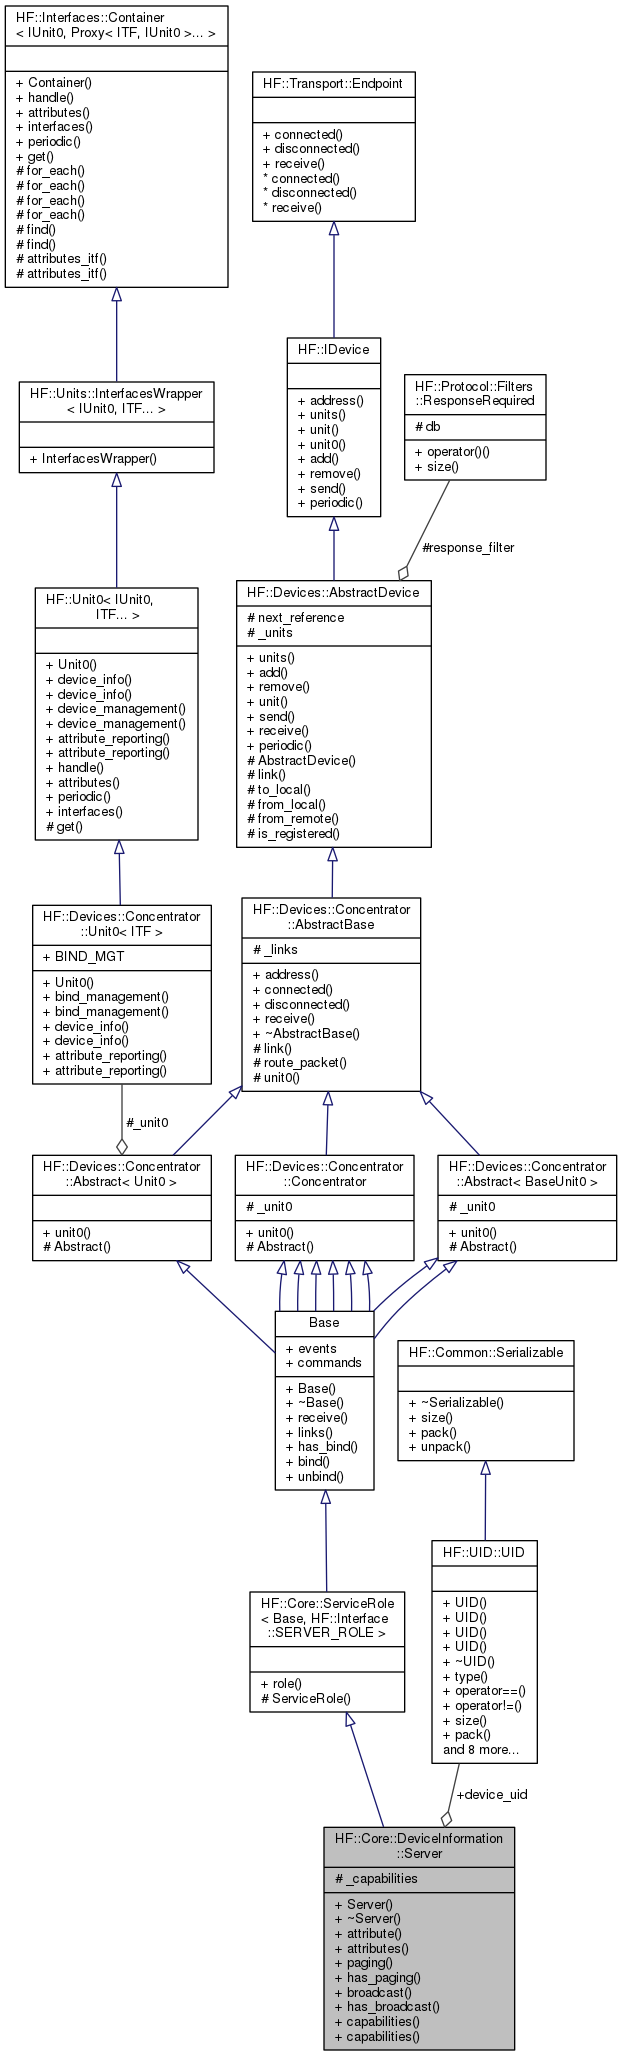 HF::Interfaces::Container
< IUnit0, Proxy< ITF, IUnit0 >... >
+ Container()
+ handle()
+ attributes()
+ interfaces()
+ periodic()
+ get()
# for_each()
# for_each()
# for_each()
# for_each()
# find()
# find()
# attributes_itf()
# attributes_itf()
HF::Transport::Endpoint
+ connected()
+ disconnected()
+ receive()
* connected()
* disconnected()
* receive()
HF::Units::InterfacesWrapper
< IUnit0, ITF... >
+ InterfacesWrapper()
HF::IDevice
+ address()
+ units()
+ unit()
+ unit0()
+ add()
+ remove()
+ send()
+ periodic()
HF::Protocol::Filters
::ResponseRequired
# db
+ operator()()
+ size()
#response_filter
HF::Unit0< IUnit0,
ITF... >
+ Unit0()
+ device_info()
+ device_info()
+ device_management()
+ device_management()
+ attribute_reporting()
+ attribute_reporting()
+ handle()
+ attributes()
+ periodic()
+ interfaces()
# get()
HF::Devices::AbstractDevice
# next_reference
# _units
+ units()
+ add()
+ remove()
+ unit()
+ send()
+ receive()
+ periodic()
# AbstractDevice()
# link()
# to_local()
# from_local()
# from_remote()
# is_registered()
HF::Devices::Concentrator
::Unit0< ITF >
+ BIND_MGT
+ Unit0()
+ bind_management()
+ bind_management()
+ device_info()
+ device_info()
+ attribute_reporting()
+ attribute_reporting()
HF::Devices::Concentrator
::AbstractBase
# _links
+ address()
+ connected()
+ disconnected()
+ receive()
+ ~AbstractBase()
# link()
# route_packet()
# unit0()
#_unit0
HF::Devices::Concentrator
::Abstract< Unit0 >
+ unit0()
# Abstract()
HF::Devices::Concentrator
::Concentrator
# _unit0
+ unit0()
# Abstract()
HF::Devices::Concentrator
::Abstract< BaseUnit0 >
# _unit0
+ unit0()
# Abstract()
Base
+ events
+ commands
+ Base()
+ ~Base()
+ receive()
+ links()
+ has_bind()
+ bind()
+ unbind()
HF::Common::Serializable
+ ~Serializable()
+ size()
+ pack()
+ unpack()
HF::UID::UID
+ UID()
+ UID()
+ UID()
+ UID()
+ ~UID()
+ type()
+ operator==()
+ operator!=()
+ size()
+ pack()
and 8 more...
HF::Core::ServiceRole
< Base, HF::Interface
::SERVER_ROLE >
+ role()
# ServiceRole()
+device_uid
HF::Core::DeviceInformation
::Server
# _capabilities
+ Server()
+ ~Server()
+ attribute()
+ attributes()
+ paging()
+ has_paging()
+ broadcast()
+ has_broadcast()
+ capabilities()
+ capabilities()